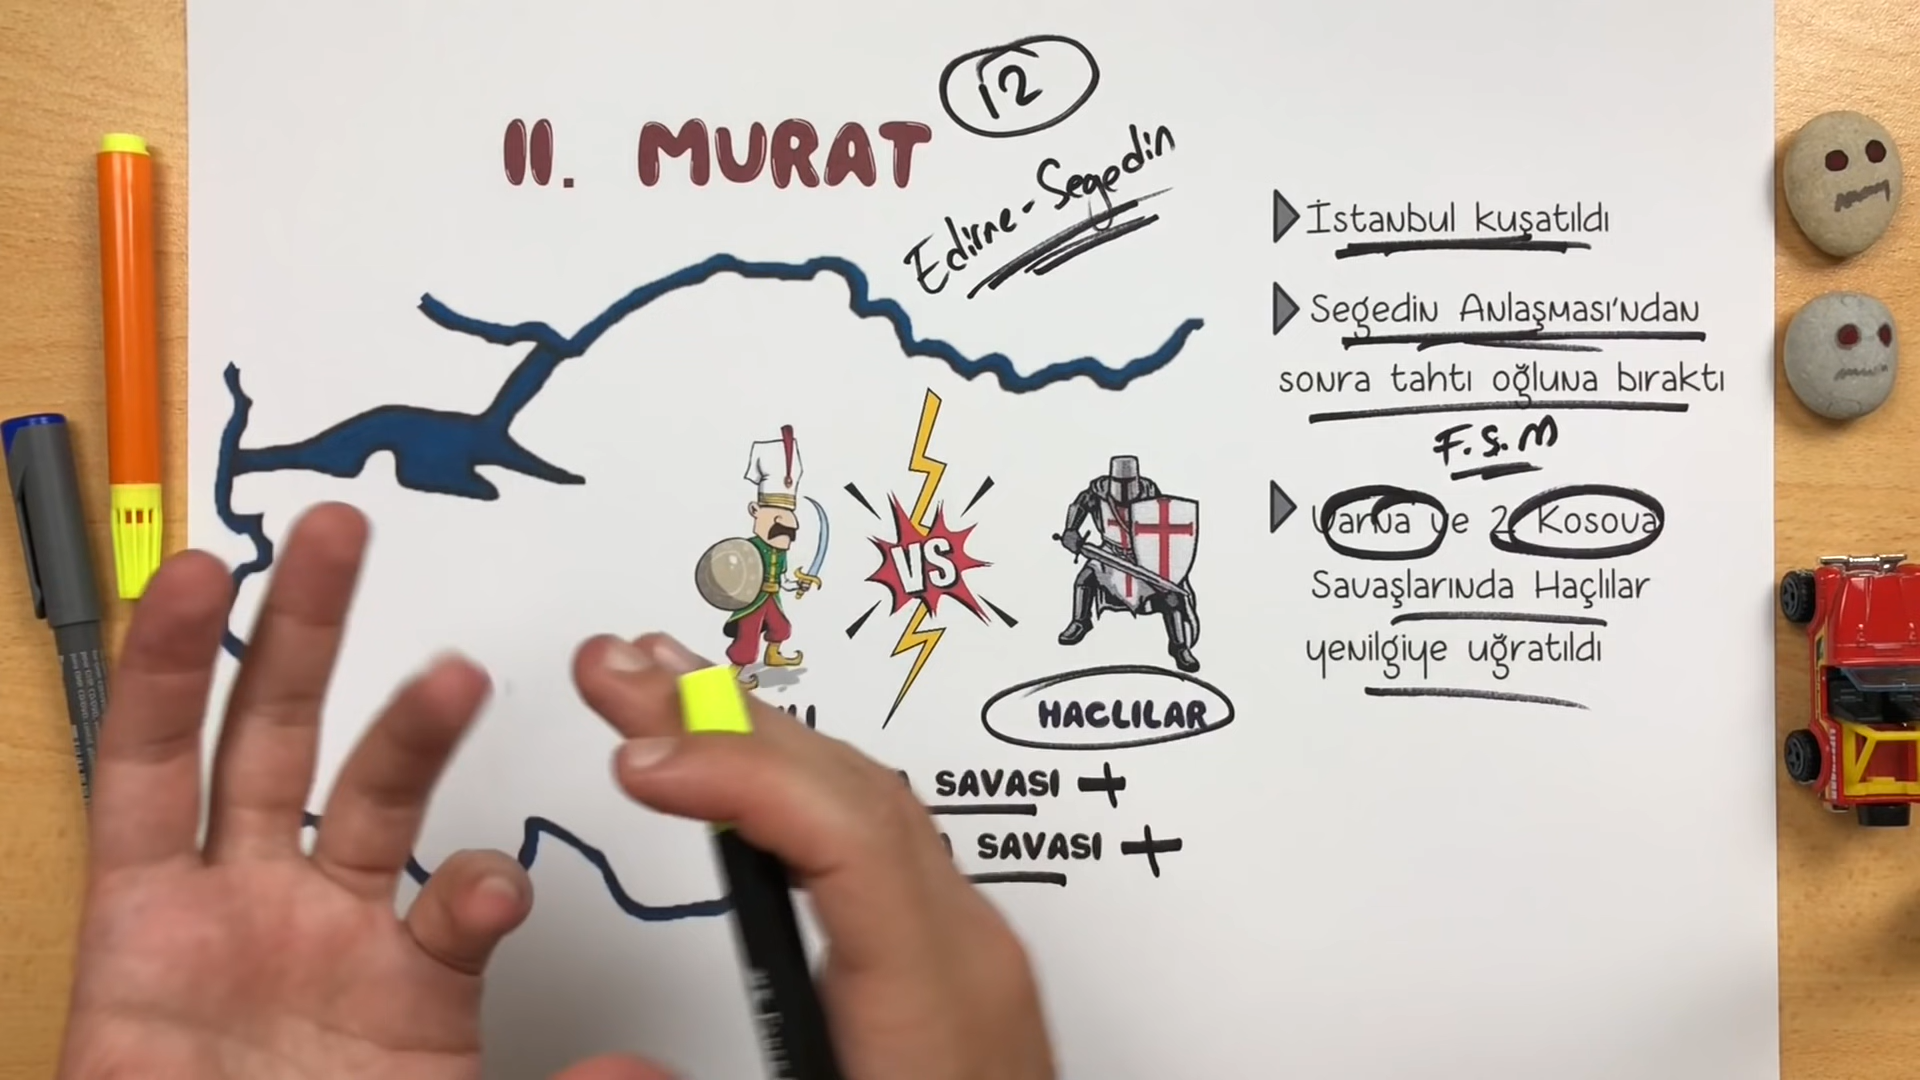 12
II. MURAT
Edirne-Segedin
İstanbul kuşatıldı
Segedin Anlaşması'ndan
sonra tahtı oğluna bıraktı
F.S.M
Varna ve 2. Kosova
Savaşlarında Haçlılar
yenilgiye uğratıldı
VS
HAÇLILAR
SAVAŞI +
SAVAŞI +